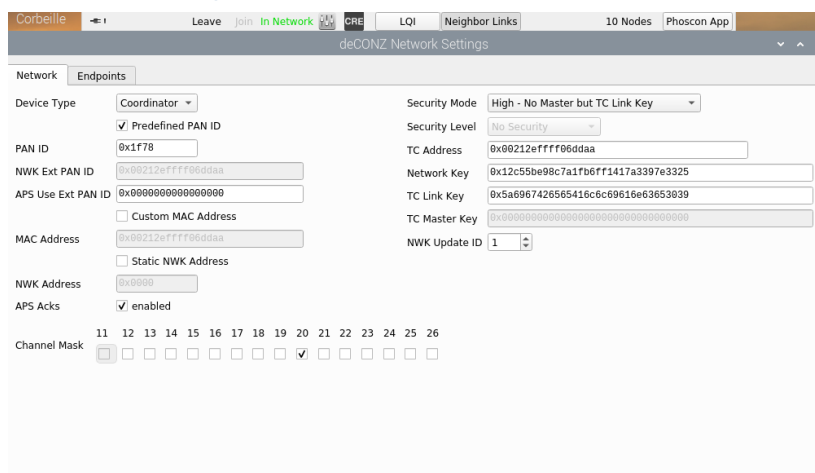 Corbeille Leave Join In Network CRE LQI Neighbor Links 10 Nodes Phoscon App
deCONZ Network Settings
Network Endpoints
Device Type Coordinator Security Mode High - No Master but TC Link Key
Predefined PAN ID Security Level No Security
PAN ID 0x1f78 TC Address 0x00212effff06ddaa
NWK Ext PAN ID 0x00212effff06ddaa Network Key 0x12c55be98c7a1fb6ff1417a3397e3325
APS Use Ext PAN ID 0x0000000000000000 TC Link Key 0x5a6967426565416c6c69616e63653039
Custom MAC Address TC Master Key 0x00000000000000000000000000000000
MAC Address 0x00212effff06ddaa NWK Update ID 1
Static NWK Address
NWK Address 0x0000
APS Acks enabled
11 12 13 14 15 16 17 18 19 20 21 22 23 24 25 26
Channel Mask